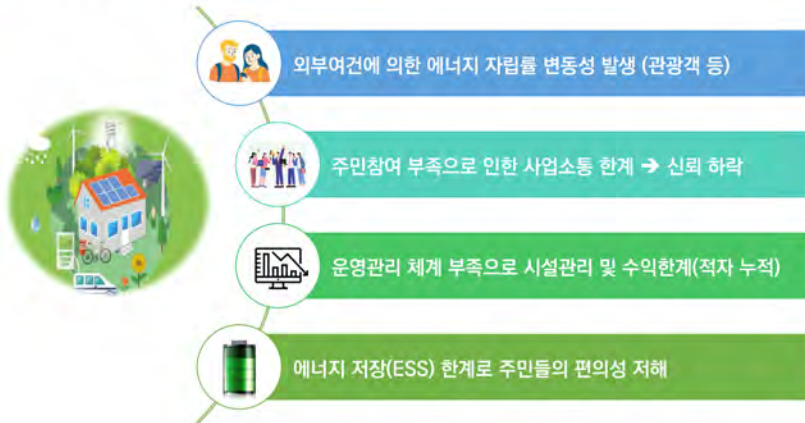 외부여건에 의한 에너지 자립률 변동성 발생 (관광객 등)
주민참여 부족으로 인한 사업소통 한계 → 신뢰 하락
운영관리 체계 부족으로 시설관리 및 수익한계(적자 누적)
에너지 저장(ESS) 한계로 주민들의 편의성 저해